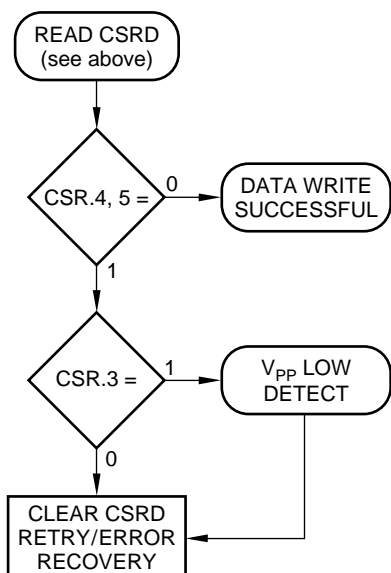 READ CSRD
(see above)
CSR.4, 5 =
0
DATA WRITE
SUCCESSFUL
1
CSR.3 =
1
VPP LOW
DETECT
0
CLEAR CSRD
RETRY/ERROR
RECOVERY